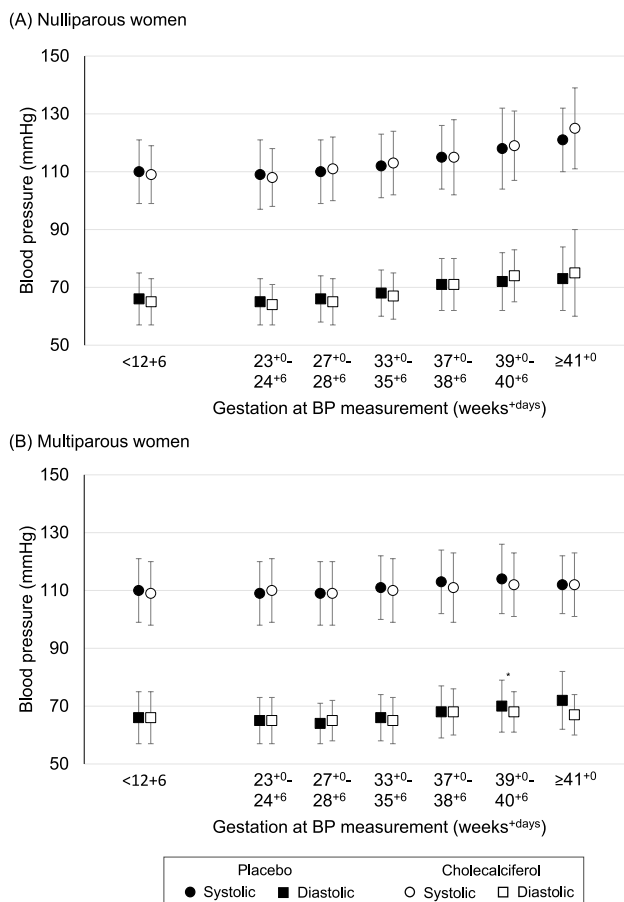 (A) Nulliparous women
150
130
110
90
70
50
Blood pressure (mmHg)
<12+6
23⁺⁰- 27⁺⁰- 33⁺⁰- 37⁺⁰- 39⁺⁰- ≥41⁺⁰
24⁺⁶ 28⁺⁶ 35⁺⁶ 38⁺⁶ 40⁺⁶
Gestation at BP measurement (weeks⁺ᵈᵃʸˢ)
(B) Multiparous women
150
130
110
90
70
50
Blood pressure (mmHg)
*
<12+6
23⁺⁰- 27⁺⁰- 33⁺⁰- 37⁺⁰- 39⁺⁰- ≥41⁺⁰
24⁺⁶ 28⁺⁶ 35⁺⁶ 38⁺⁶ 40⁺⁶
Gestation at BP measurement (weeks⁺ᵈᵃʸˢ)
Placebo Cholecalciferol
Systolic Diastolic Systolic Diastolic